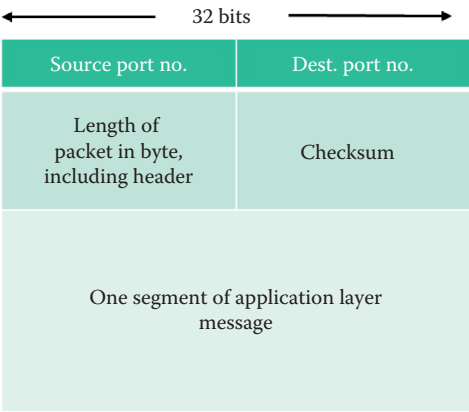 32 bits
Source port no.
Dest. port no.
Length of
packet in byte,
including header
Checksum
One segment of application layer
message